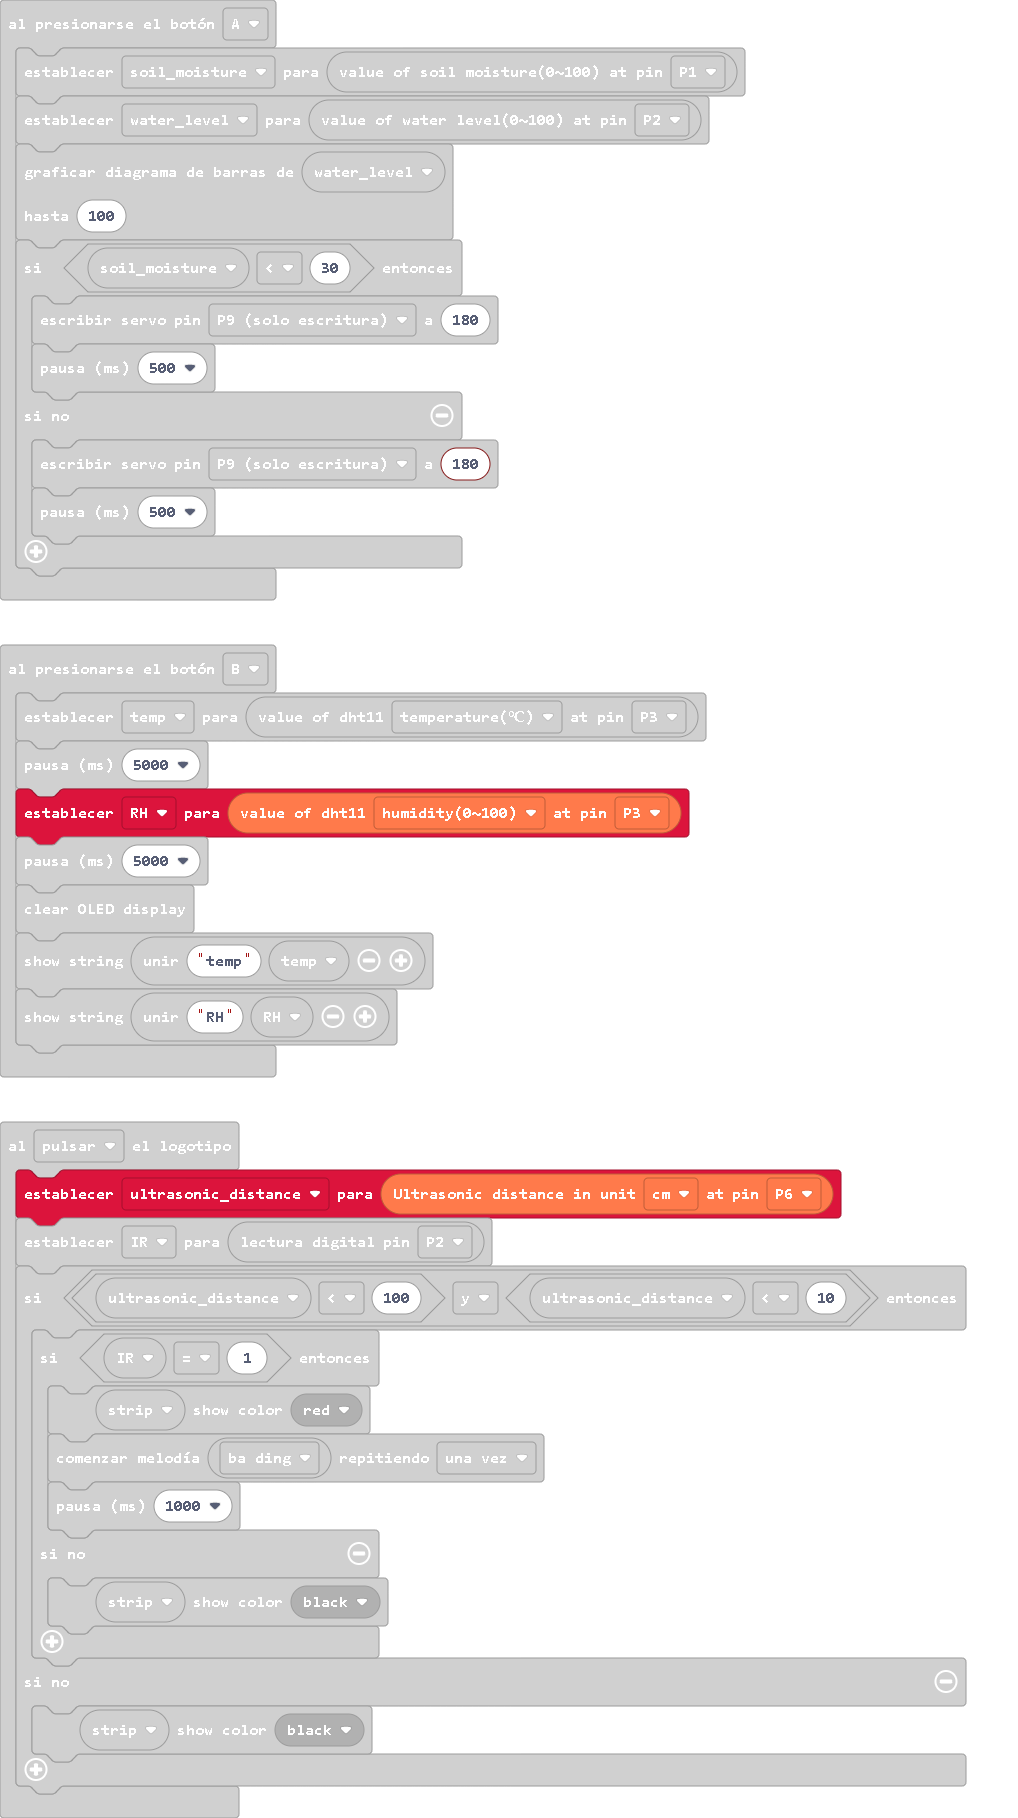 al presionarse el botón A
establecer soil_moisture para value of soil moisture(0~100) at pin P1
establecer water_level para value of water level(0~100) at pin P2
graficar diagrama de barras de water_level
hasta 100
si soil_moisture < 30 entonces
escribir servo pin P9 (solo escritura) a 180
pausa (ms) 500
si no
escribir servo pin P9 (solo escritura) a 180
pausa (ms) 500
al presionarse el botón B
establecer temp para value of dht11 temperature(℃) at pin P3
pausa (ms) 5000
establecer RH para value of dht11 humidity(0~100) at pin P3
pausa (ms) 5000
clear OLED display
show string unir "temp" temp
show string unir "RH" RH
al pulsar el logotipo
establecer ultrasonic_distance para Ultrasonic distance in unit cm at pin P6
establecer IR para lectura digital pin P2
si ultrasonic_distance < 100 y ultrasonic_distance < 10 entonces
si IR = 1 entonces
strip show color red
comenzar melodía ba ding repitiendo una vez
pausa (ms) 1000
si no
strip show color black
si no
strip show color black